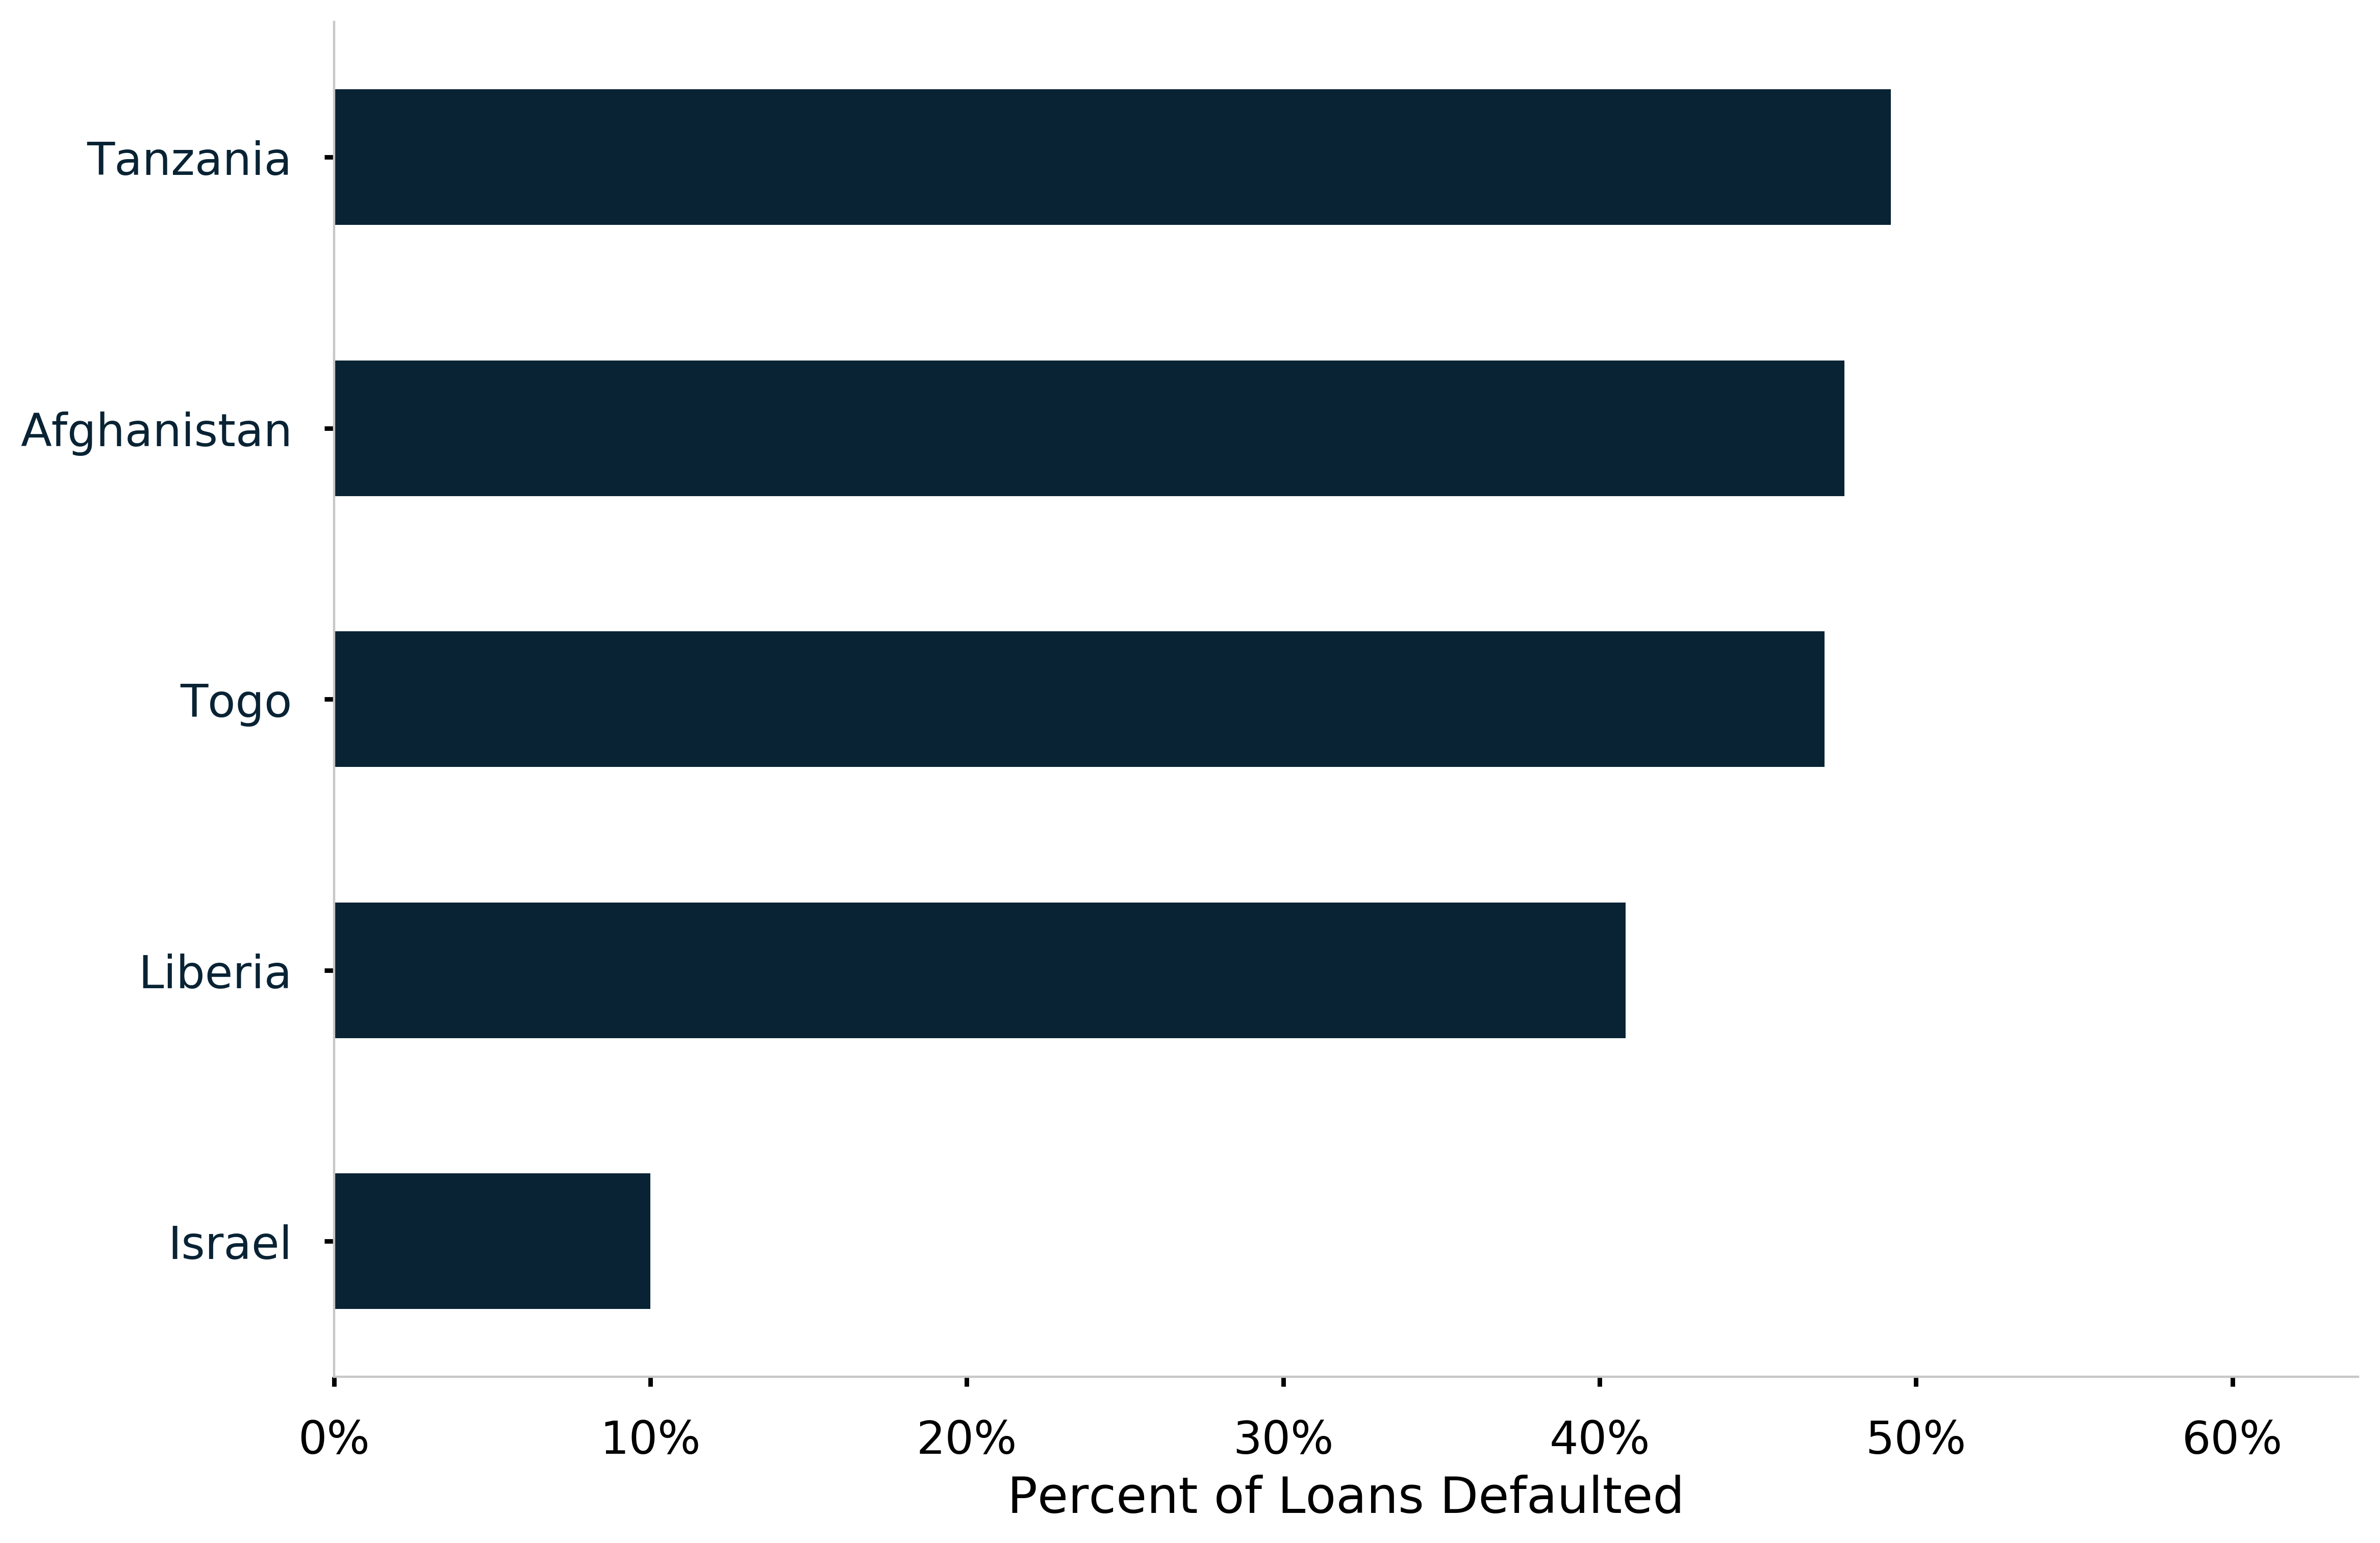 Tanzania
Afghanistan
Togo
Liberia
Israel
0% 10% 20% 30% 40% 50% 60%
Percent of Loans Defaulted